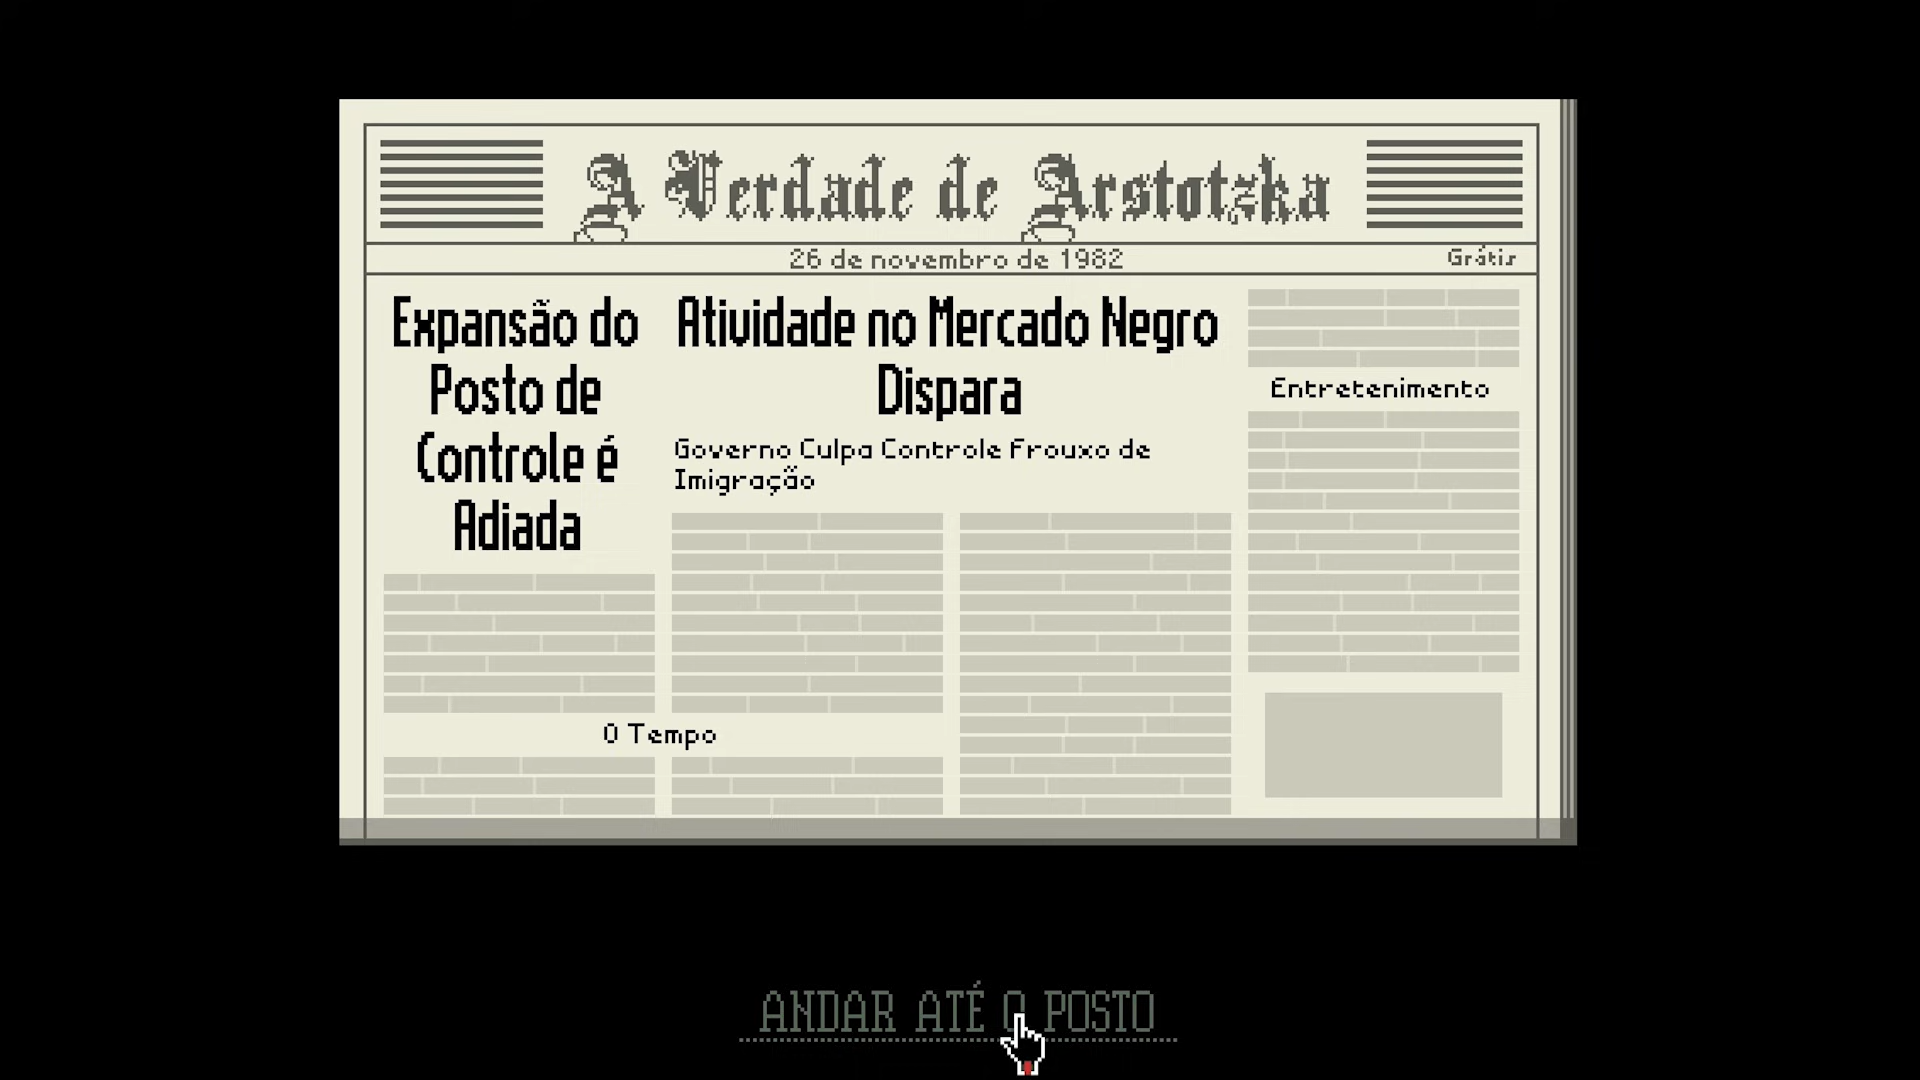 A Verdade de Arstotzka
26 de novembro de 1982
Grátis
Expansão do
Posto de
Controle é
Adiada
Atividade no Mercado Negro
Dispara
Governo Culpa Controle Frouxo de
Imigração
Entretenimento
O Tempo
ANDAR ATÉ O POSTO